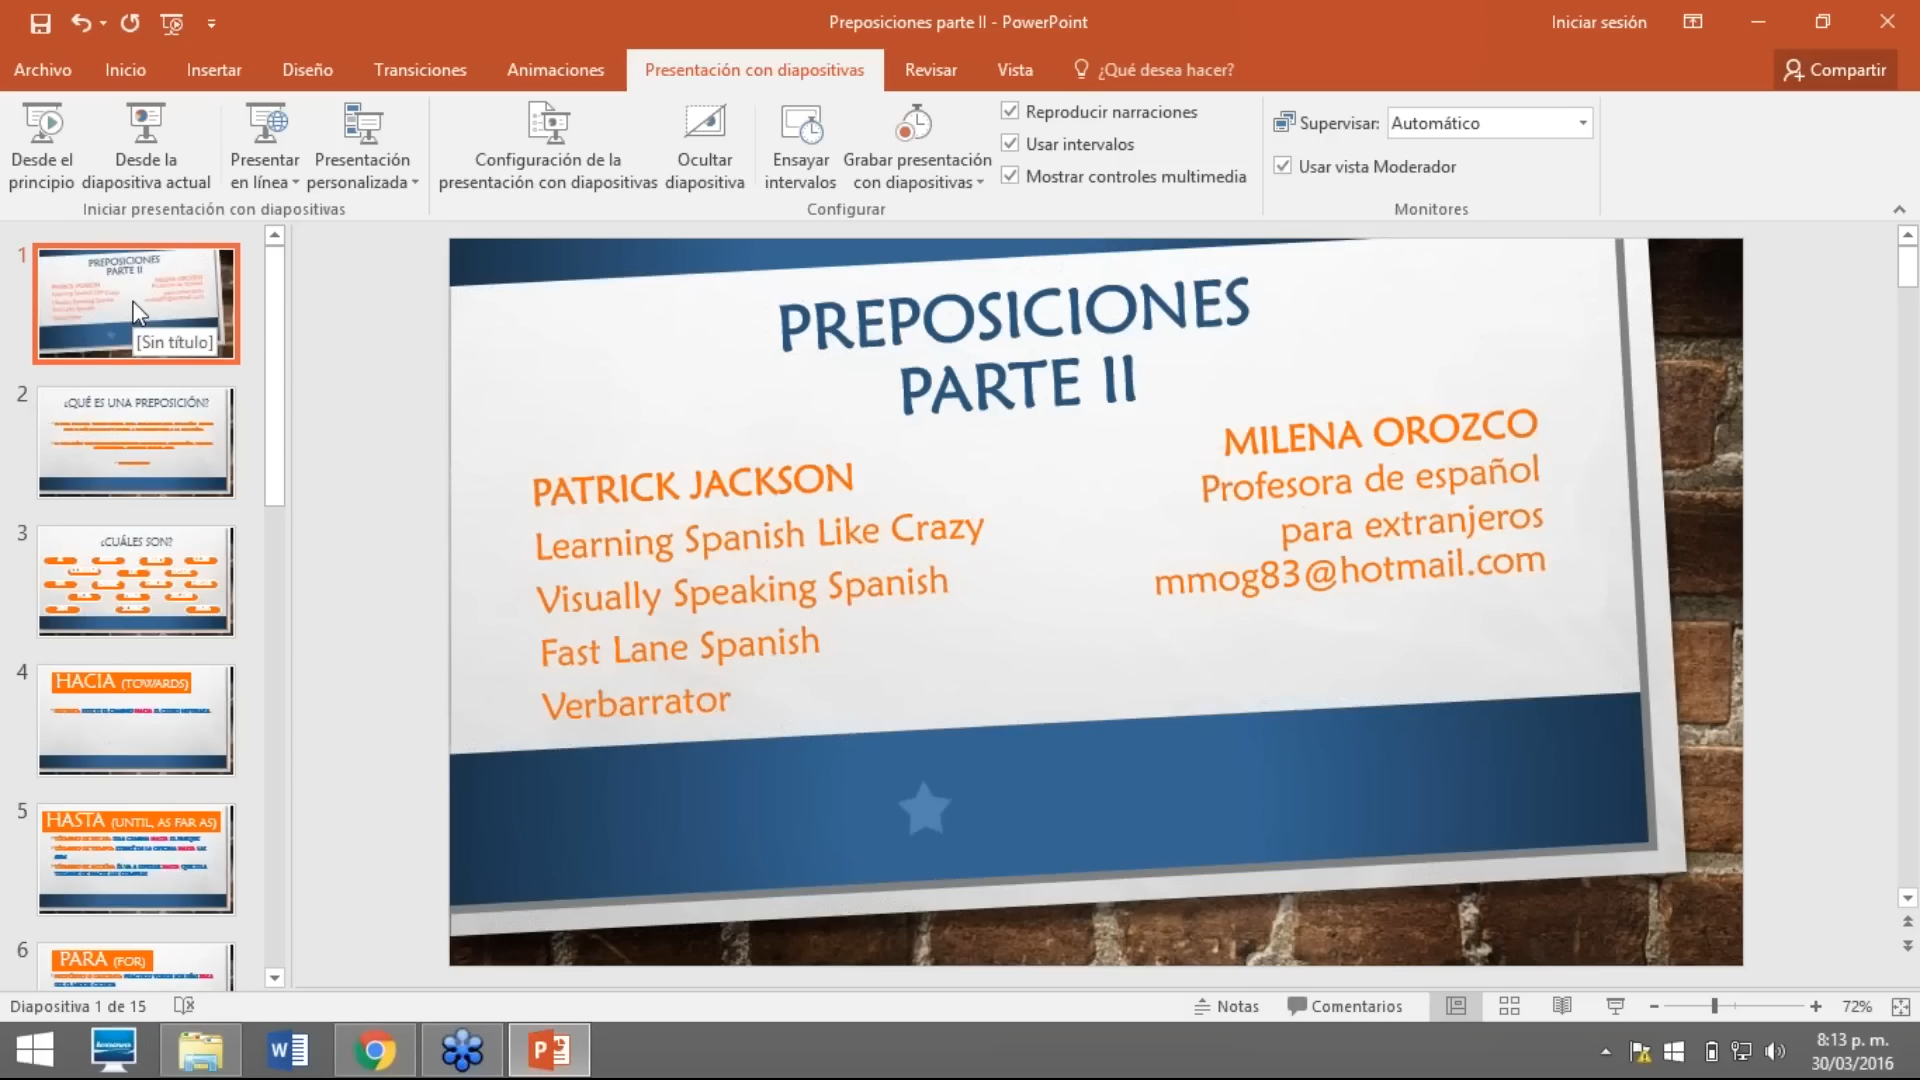 Preposiciones parte II - PowerPoint
Iniciar sesión
Archivo
Inicio
Insertar
Diseño
Transiciones
Animaciones
Presentación con diapositivas
Revisar
Vista
¿Qué desea hacer?
Compartir
Desde el
principio
Desde la
diapositiva actual
Presentar
en línea
Presentación
personalizada
Iniciar presentación con diapositivas
Configuración de la
presentación con diapositivas
Ocultar
diapositiva
Ensayar
intervalos
Grabar presentación
con diapositivas
Reproducir narraciones
Usar intervalos
Mostrar controles multimedia
Configurar
Supervisar:
Automático
Usar vista Moderador
Monitores
1
PREPOSICIONES
PARTE II
[Sin título]
2
¿QUÉ ES UNA PREPOSICIÓN?
3
¿CUÁLES SON?
4
HACIA (TOWARDS)
5
HASTA (UNTIL, AS FAR AS)
6
PARA (FOR)
PREPOSICIONES
PARTE II
PATRICK JACKSON
Learning Spanish Like Crazy
Visually Speaking Spanish
Fast Lane Spanish
Verbarrator
MILENA OROZCO
Profesora de español
para extranjeros
mmog83@hotmail.com
Diapositiva 1 de 15
Notas
Comentarios
72%
8:13 p. m.
30/03/2016